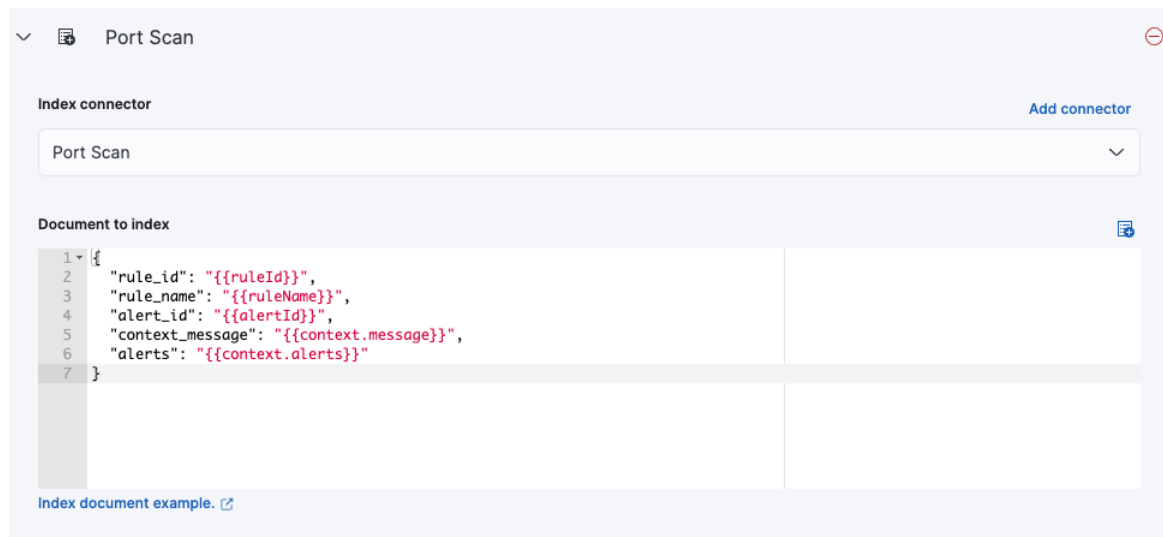 Port Scan
Index connector
Add connector
Port Scan
Document to index
1 {
2 "rule_id": "{{ruleId}}",
3 "rule_name": "{{ruleName}}",
4 "alert_id": "{{alertId}}",
5 "context_message": "{{context.message}}",
6 "alerts": "{{context.alerts}}"
7 }
Index document example.